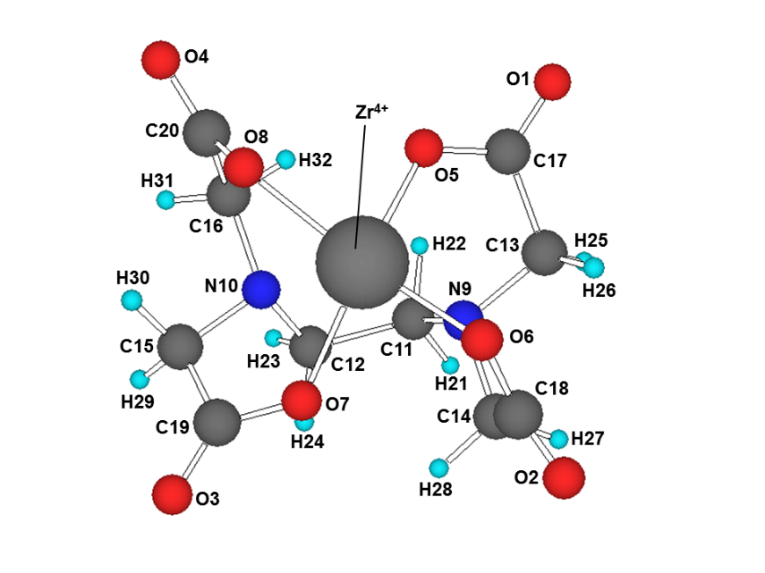 O4
O1
Zr⁴⁺
C20
O8
H32
O5
C17
H31
C16
H22
C13
H25
H26
N10
N9
H30
O6
C15
H23
C12
C11
H21
H29
C18
O7
C14
C19
H24
H27
O2
H28
O3